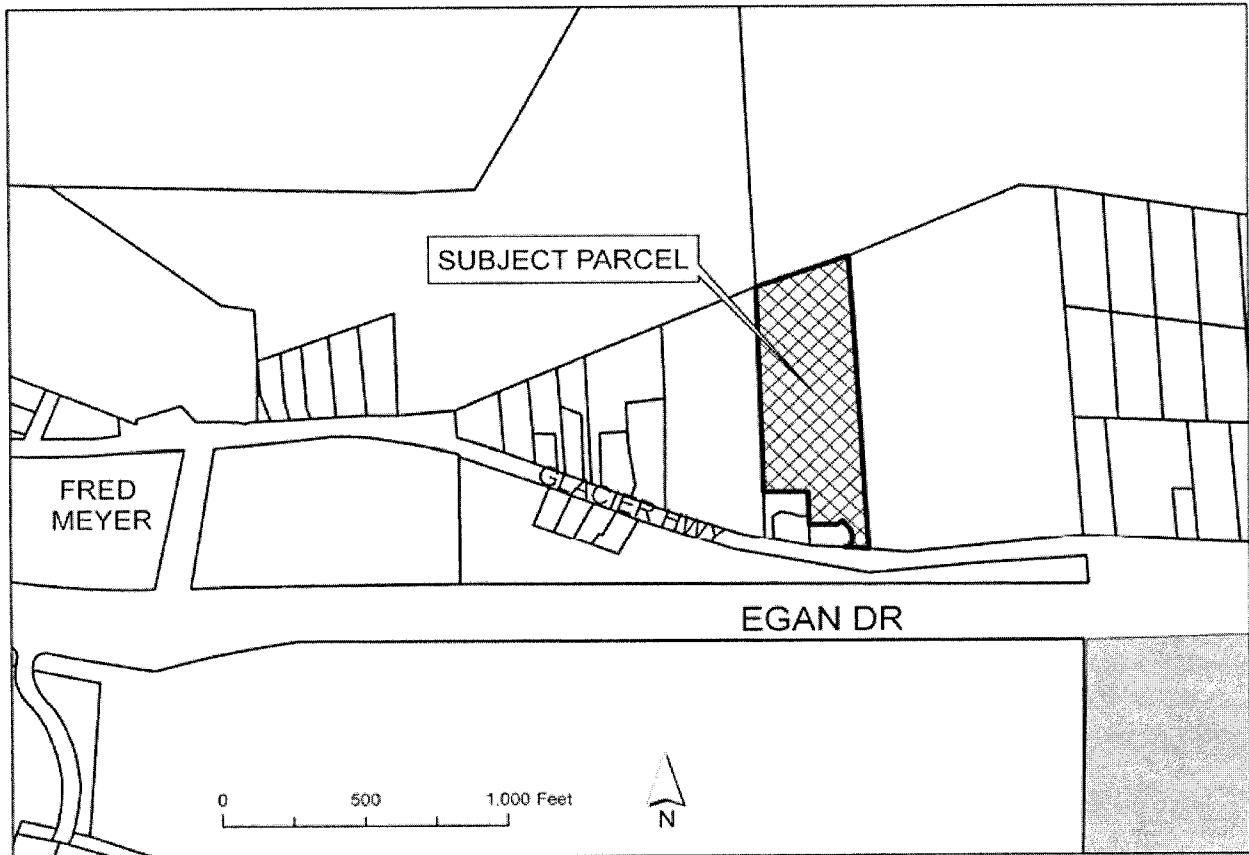 SUBJECT PARCEL
GLACIER HWY
FRED
MEYER
EGAN DR
0 500 1.000 Feet
N